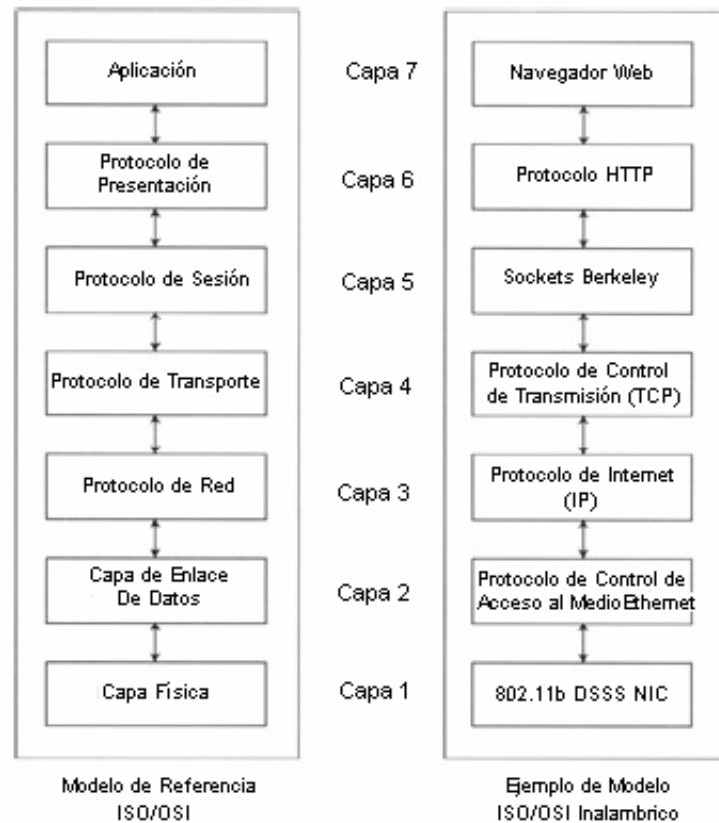 Aplicación
Capa 7
Navegador Web
Protocolo de
Presentación
Capa 6
Protocolo HTTP
Protocolo de Sesión
Capa 5
Sockets Berkeley
Protocolo de Transporte
Capa 4
Protocolo de Control
de Transmisión (TCP)
Protocolo de Red
Capa 3
Protocolo de Internet
(IP)
Capa de Enlace
De Datos
Capa 2
Protocolo de Control de
Acceso al Medio Ethernet
Capa Física
Capa 1
802.11b DSSS NIC
Modelo de Referencia
ISO/OSI
Ejemplo de Modelo
ISO/OSI Inalambrico